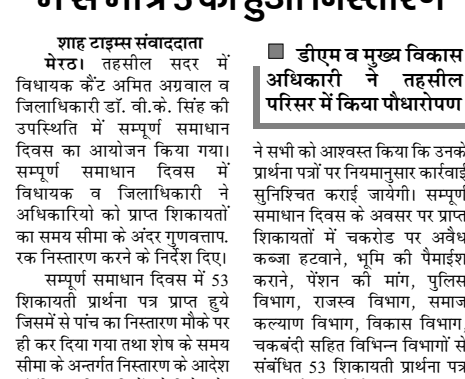 में से मात्र 5 का हुआ निस्तारण
शाह टाइम्स संवाददाता
मेरठ। तहसील सदर में
विधायक कैंट अमित अग्रवाल व
जिलाधिकारी डॉ. वी.के. सिंह की
उपस्थिति में सम्पूर्ण समाधान
दिवस का आयोजन किया गया।
सम्पूर्ण समाधान दिवस में
विधायक व जिलाधिकारी ने
अधिकारियो को प्राप्त शिकायतों
का समय सीमा के अंदर गुणवत्ताप.
रक निस्तारण करने के निर्देश दिए।
सम्पूर्ण समाधान दिवस में 53
शिकायती प्रार्थना पत्र प्राप्त हुये
जिसमें से पांच का निस्तारण मौके पर
ही कर दिया गया तथा शेष के समय
सीमा के अन्तर्गत निस्तारण के आदेश
डीएम व मुख्य विकास
अधिकारी ने तहसील
परिसर में किया पौधारोपण
ने सभी को आश्वस्त किया कि उनके
प्रार्थना पत्रों पर नियमानुसार कार्रवाई
सुनिश्चित कराई जायेगी। सम्पूर्ण
समाधान दिवस के अवसर पर प्राप्त
शिकायतों में चकरोड पर अवैध
कब्जा हटवाने, भूमि की पैमाईश
कराने, पेंशन की मांग, पुलिस
विभाग, राजस्व विभाग, समाज
कल्याण विभाग, विकास विभाग,
चकबंदी सहित विभिन्न विभागों से
संबंधित 53 शिकायती प्रार्थना पत्र